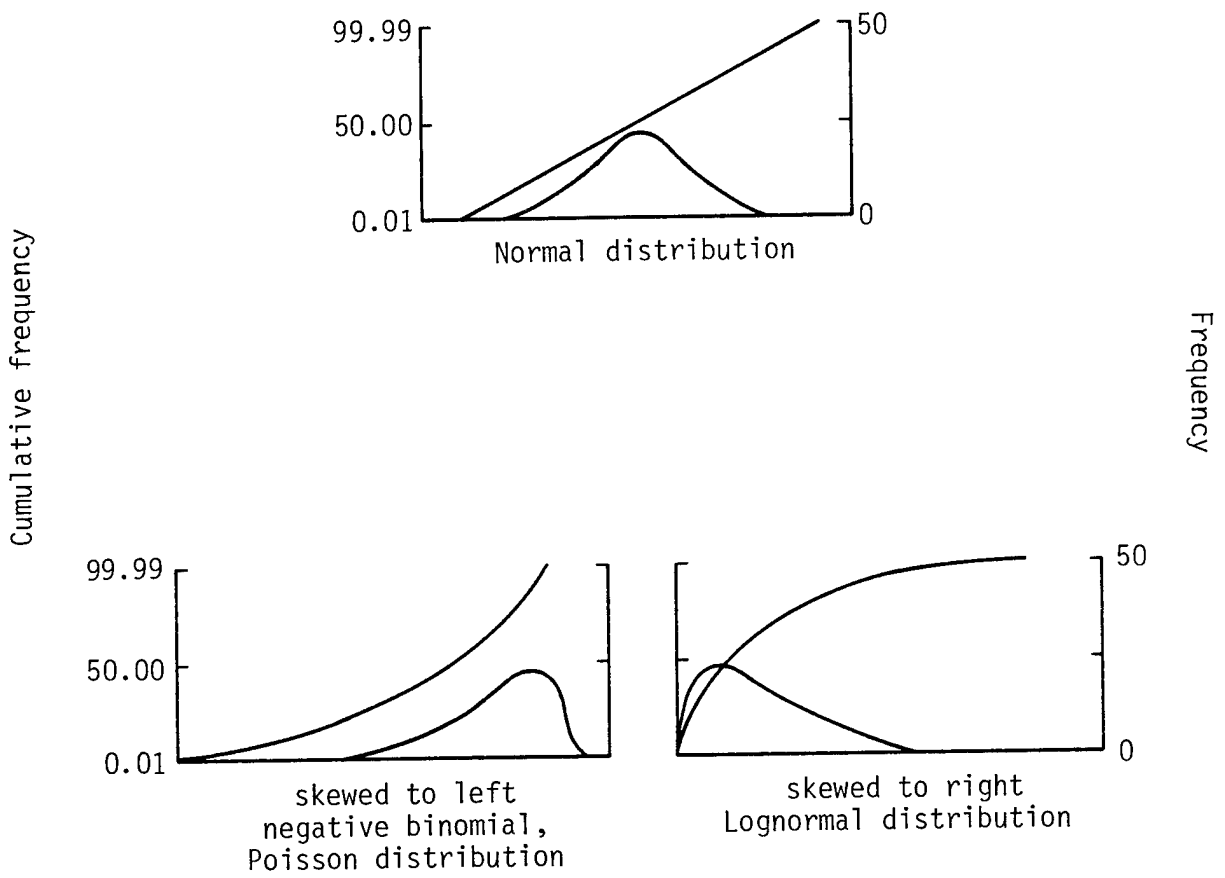 99.99
50
50.00
0.01
0
Normal distribution
Cumulative frequency
Frequency
99.99
50
50.00
0.01
0
skewed to left
negative binomial,
Poisson distribution
skewed to right
Lognormal distribution